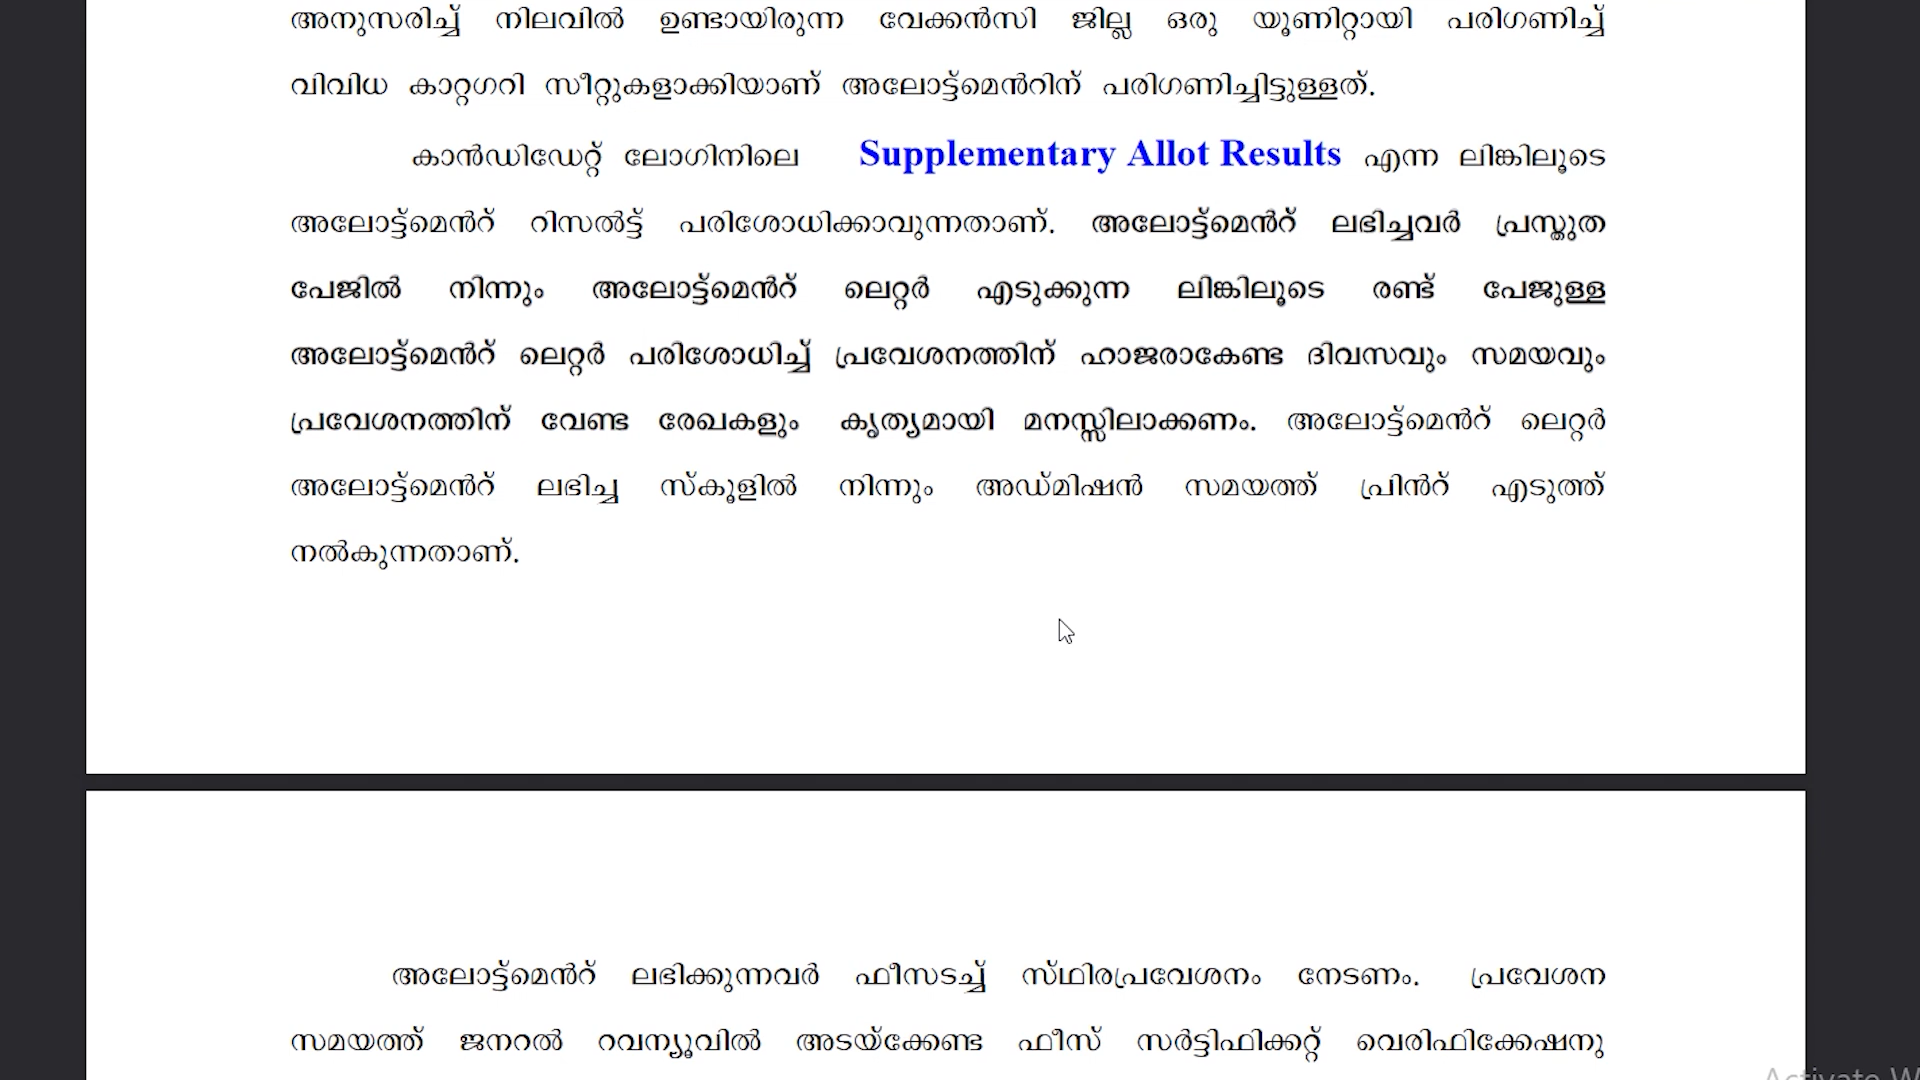 അനുസരിച്ച് നിലവിൽ ഉണ്ടായിരുന്ന വേക്കൻസി ജില്ല ഒരു യൂണിറ്റായി പരിഗണിച്ച്
വിവിധ കാറ്റഗറി സീറ്റുകളാക്കിയാണ് അലോട്ട്മെൻറിന് പരിഗണിച്ചിട്ടുള്ളത്.
കാൻഡിഡേറ്റ് ലോഗിനിലെ Supplementary Allot Results എന്ന ലിങ്കിലൂടെ
അലോട്ട്മെൻറ് റിസൽട്ട് പരിശോധിക്കാവുന്നതാണ്. അലോട്ട്മെൻറ് ലഭിച്ചവർ പ്രസ്തുത
പേജിൽ നിന്നും അലോട്ട്മെൻറ് ലെറ്റർ എടുക്കുന്ന ലിങ്കിലൂടെ രണ്ട് പേജുള്ള
അലോട്ട്മെൻറ് ലെറ്റർ പരിശോധിച്ച് പ്രവേശനത്തിന് ഹാജരാകേണ്ട ദിവസവും സമയവും
പ്രവേശനത്തിന് വേണ്ട രേഖകളും കൃത്യമായി മനസ്സിലാക്കണം. അലോട്ട്മെൻറ് ലെറ്റർ
അലോട്ട്മെൻറ് ലഭിച്ച സ്കൂളിൽ നിന്നും അഡ്മിഷൻ സമയത്ത് പ്രിൻറ് എടുത്ത്
നൽകുന്നതാണ്.
അലോട്ട്മെൻറ് ലഭിക്കുന്നവർ ഫീസടച്ച് സ്ഥിരപ്രവേശനം നേടണം. പ്രവേശന
സമയത്ത് ജനറൽ റവന്യൂവിൽ അടയ്ക്കേണ്ട ഫീസ് സർട്ടിഫിക്കറ്റ് വെരിഫിക്കേഷനു